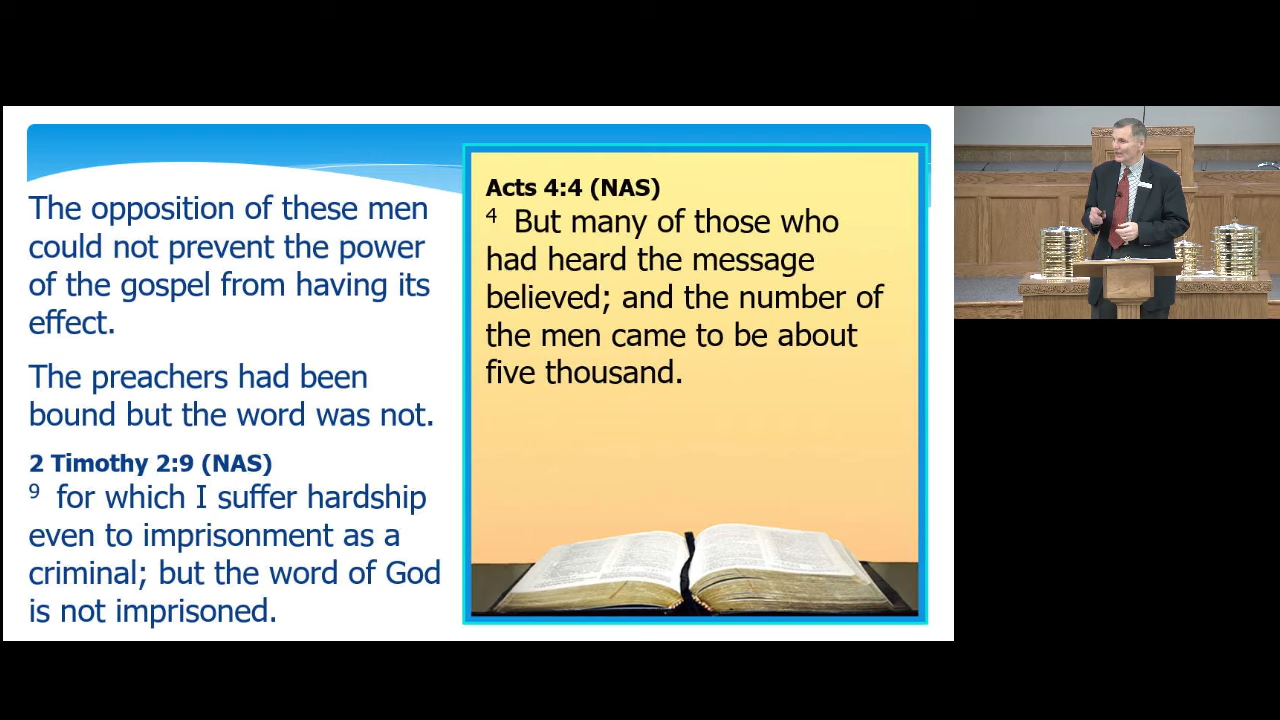 The opposition of these men
could not prevent the power
of the gospel from having its
effect.
The preachers had been
bound but the word was not.
2 Timothy 2:9 (NAS)
9 for which I suffer hardship
even to imprisonment as a
criminal; but the word of God
is not imprisoned.
Acts 4:4 (NAS)
4 But many of those who
had heard the message
believed; and the number of
the men came to be about
five thousand.